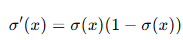 σ′(x) = σ(x)(1 − σ(x))